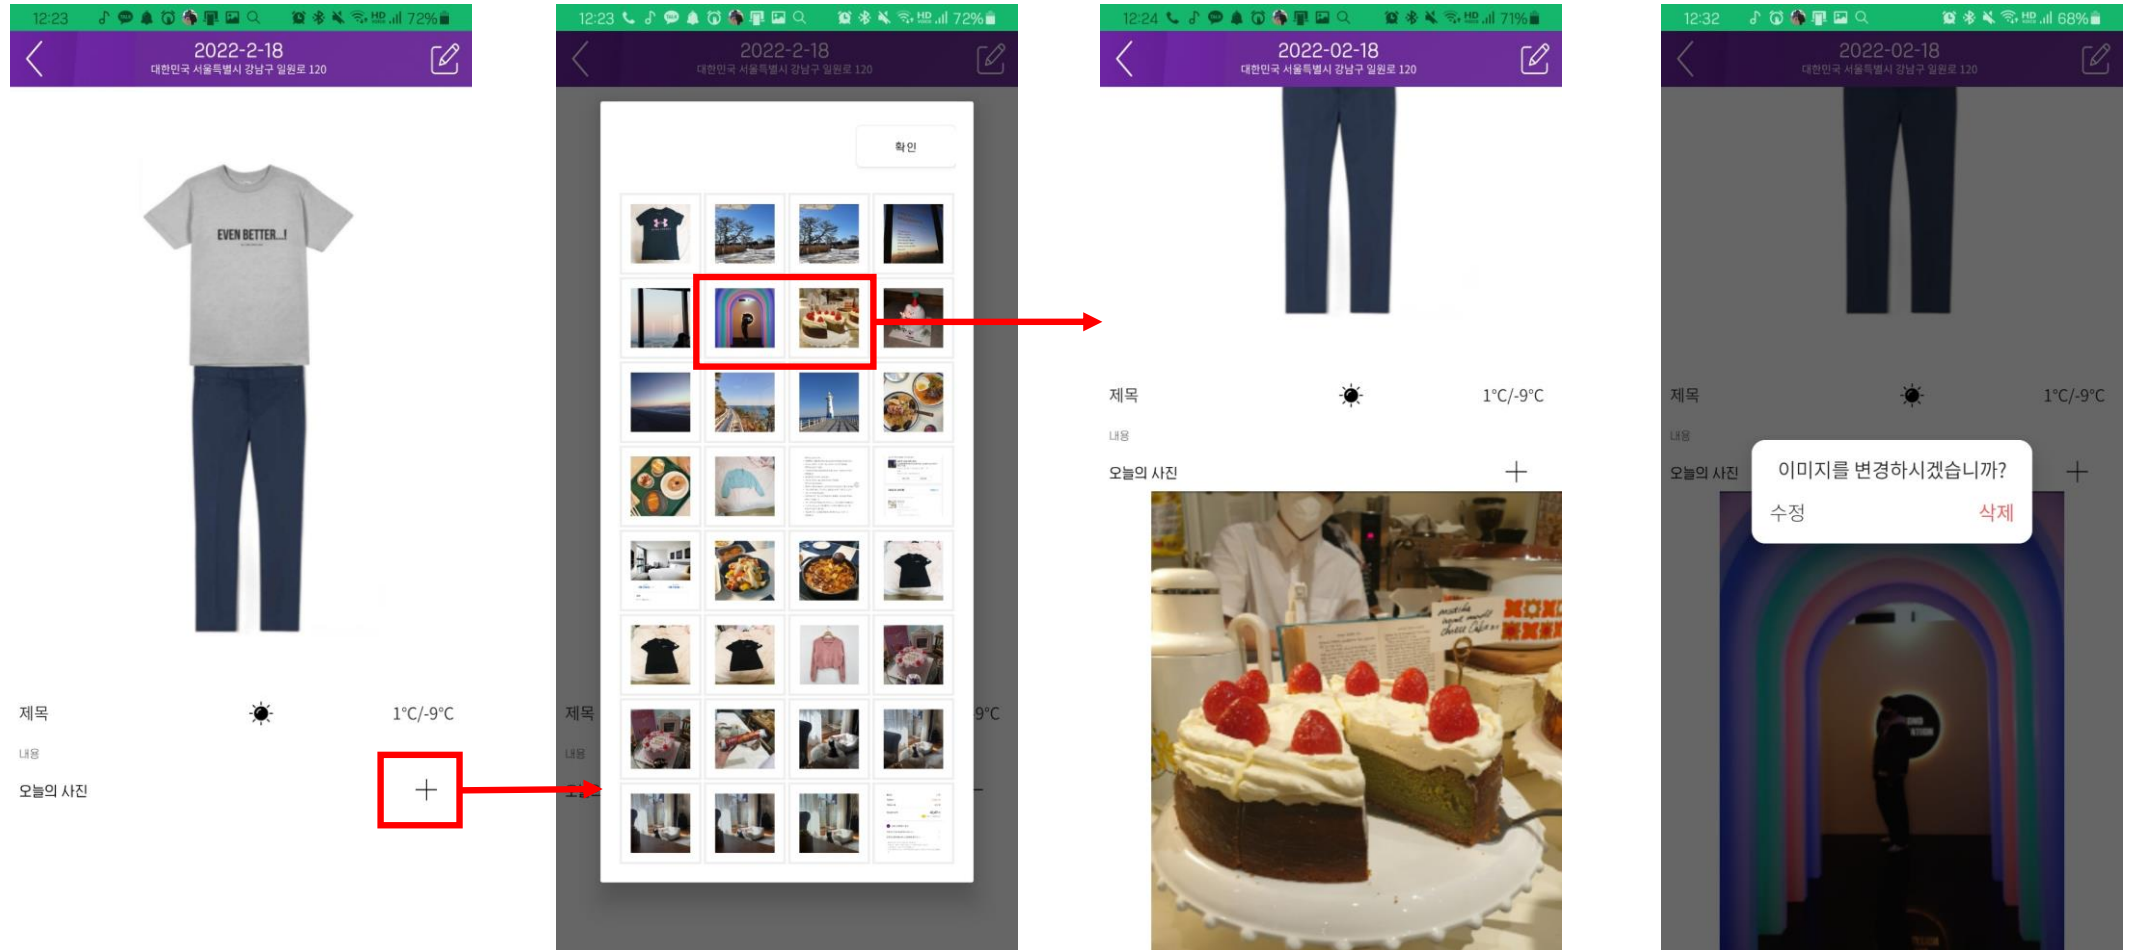 12:23
72%
2022-2-18
대한민국 서울특별시 강남구 일원로 120
EVEN BETTER...!
제목
1°C/-9°C
내용
오늘의 사진
12:23
72%
2022-2-18
대한민국 서울특별시 강남구 일원로 120
확인
제목
9°C
내용
12:24
71%
2022-02-18
대한민국 서울특별시 강남구 일원로 120
제목
1°C/-9°C
내용
오늘의 사진
12:32
68%
2022-02-18
대한민국 서울특별시 강남구 일원로 120
제목
1°C/-9°C
내용
오늘의 사진
이미지를 변경하시겠습니까?
수정
삭제